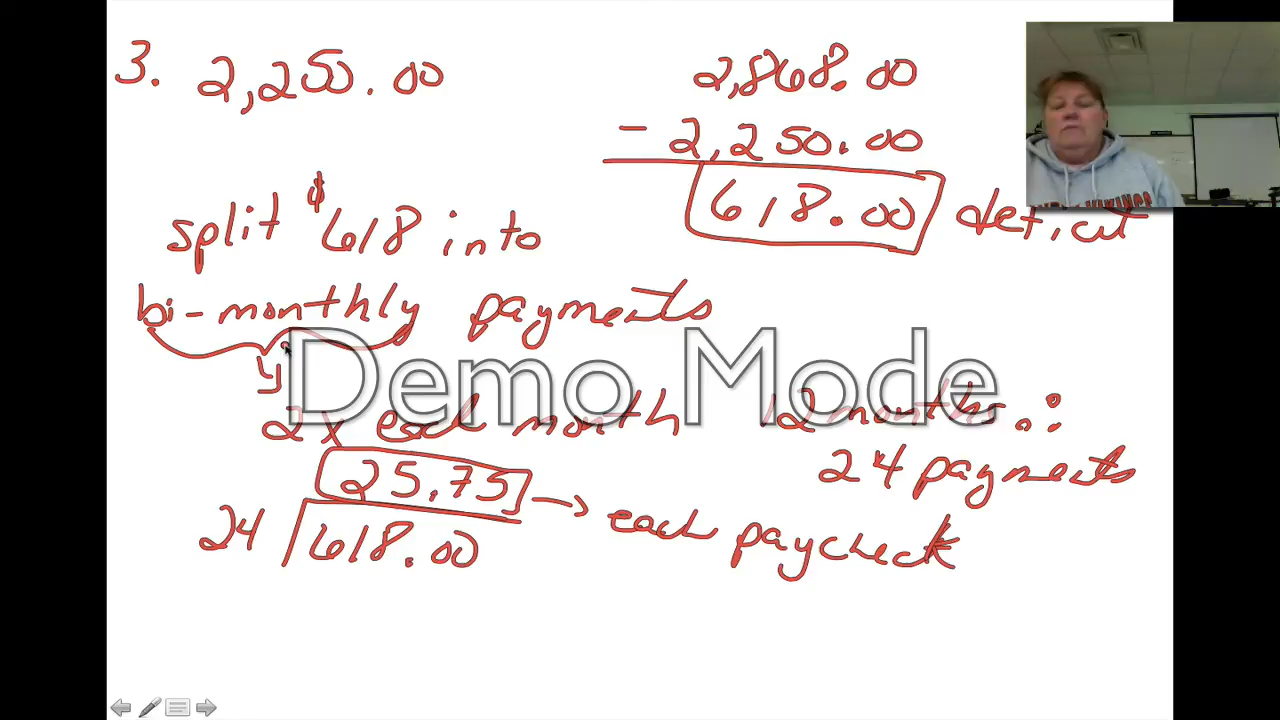 3. 2,250.00
2,868.00
- 2,250.00
618.00 deficit
split $618 into
bi-monthly payments
2x each month
12 months ∴
24 payments
25.75 → each paycheck
24 618.00
Demo Mode